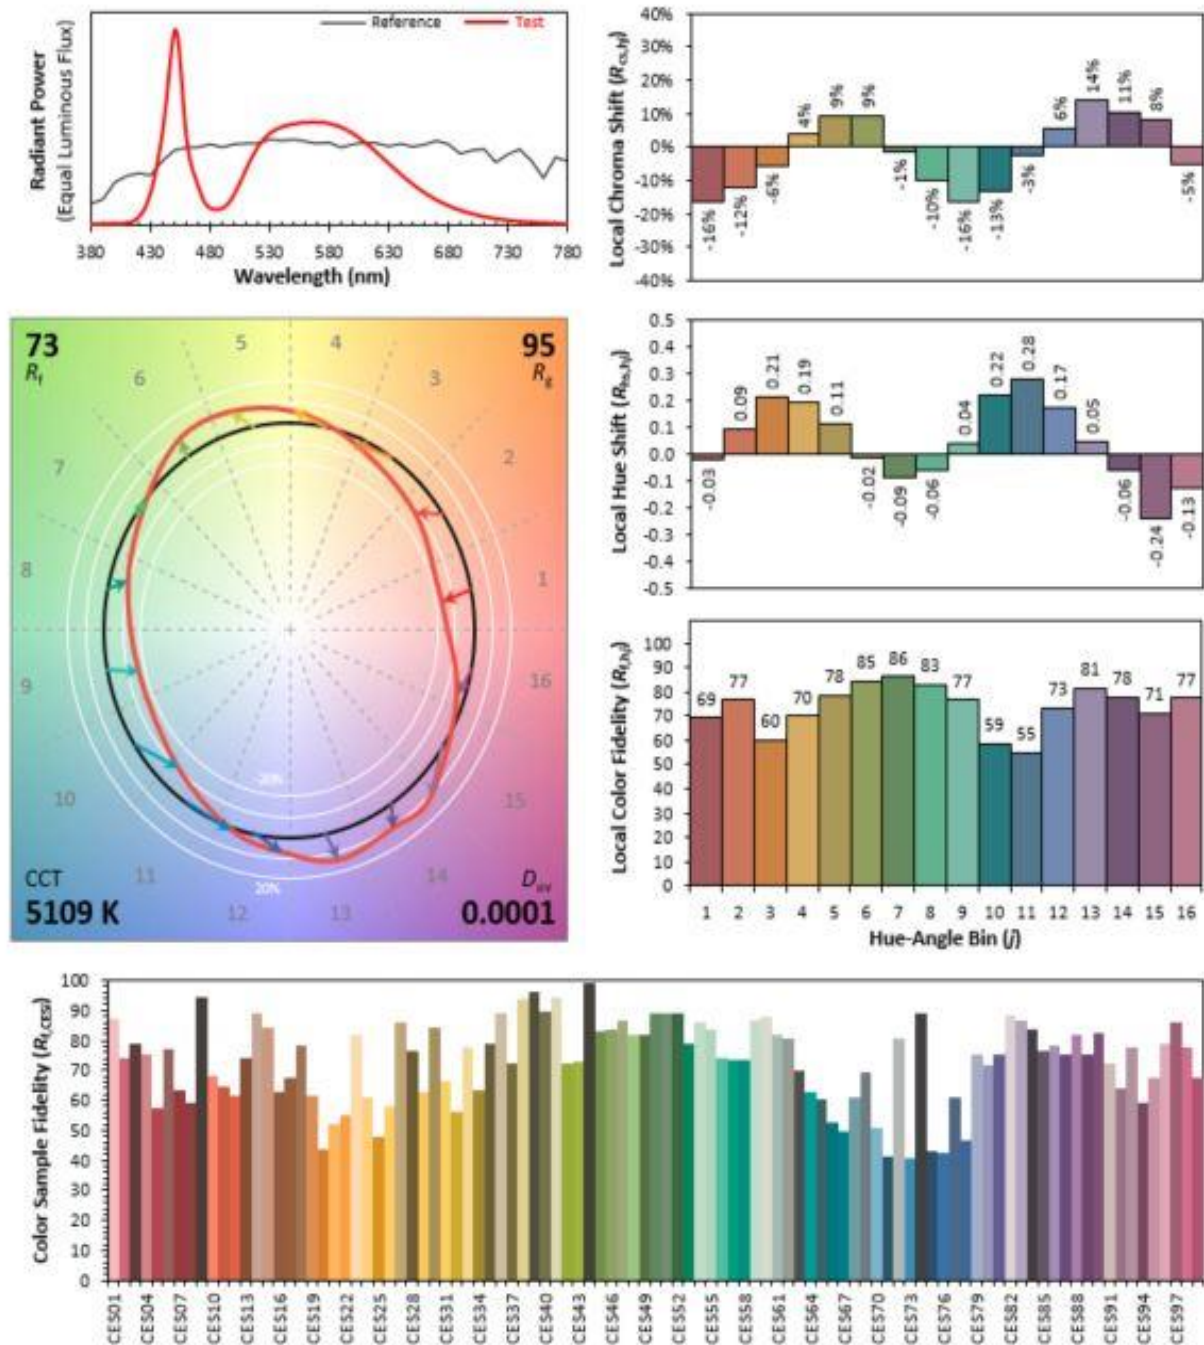 Radiant Power
(Equal Luminous Flux)
Reference
Test
380 430 480 530 580 630 680 730 780
Wavelength (nm)
Local Chroma Shift (Rcs,hj)
40%
30%
20%
10%
0%
-10%
-20%
-30%
-40%
-16% -12% -6% 4% 9% 9% -1% -10% -16% -13% -3% 6% 14% 11% 8% -5%
73
Rf
95
Rg
5 4
6 3
7 2
8 1
9 16
10 15
11 14
12 13
-20%
20%
CCT
5109 K
Duv
0.0001
Local Hue Shift (Rhs,hj)
0.5
0.4
0.3
0.2
0.1
0.0
-0.1
-0.2
-0.3
-0.4
-0.5
-0.03 0.09 0.21 0.19 0.11 -0.02 -0.09 -0.06 0.04 0.22 0.28 0.17 0.05 -0.06 -0.24 -0.13
Local Color Fidelity (Rf,hj)
100
90
80
70
60
50
40
30
20
10
0
69 77 60 70 78 85 86 83 77 59 55 73 81 78 71 77
1 2 3 4 5 6 7 8 9 10 11 12 13 14 15 16
Hue-Angle Bin (j)
Color Sample Fidelity (Rf,CESi)
100
90
80
70
60
50
40
30
20
10
0
CES01 CES04 CES07 CES10 CES13 CES16 CES19 CES22 CES25 CES28 CES31 CES34 CES37 CES40 CES43 CES46 CES49 CES52 CES55 CES58 CES61 CES64 CES67 CES70 CES73 CES76 CES79 CES82 CES85 CES88 CES91 CES94 CES97